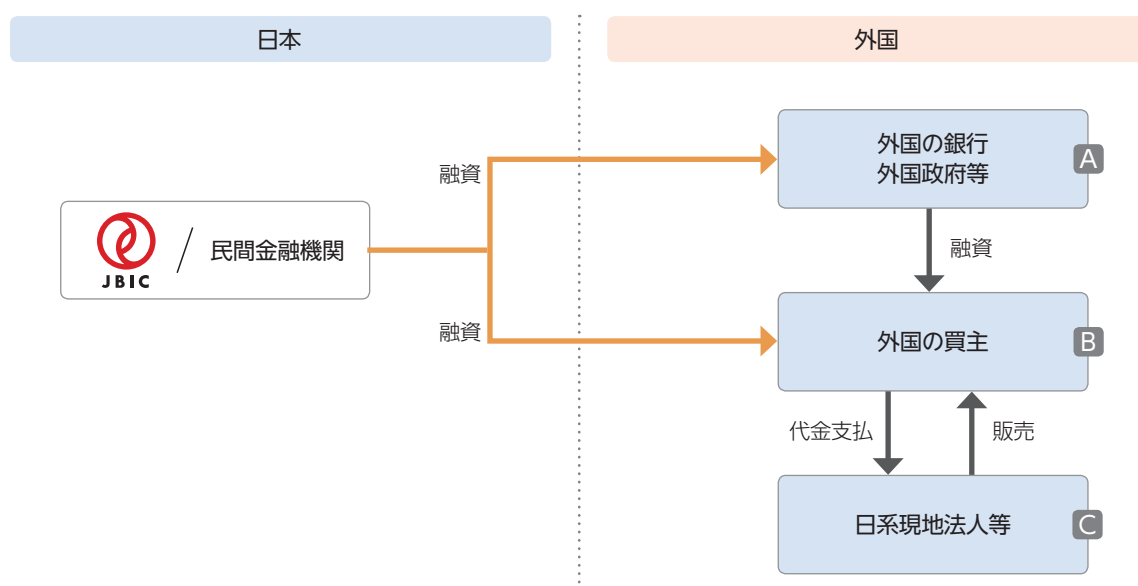 日本
外国
外国の銀行
外国政府等
A
融資
JBIC
民間金融機関
融資
融資
外国の買主
B
代金支払
販売
日系現地法人等
C